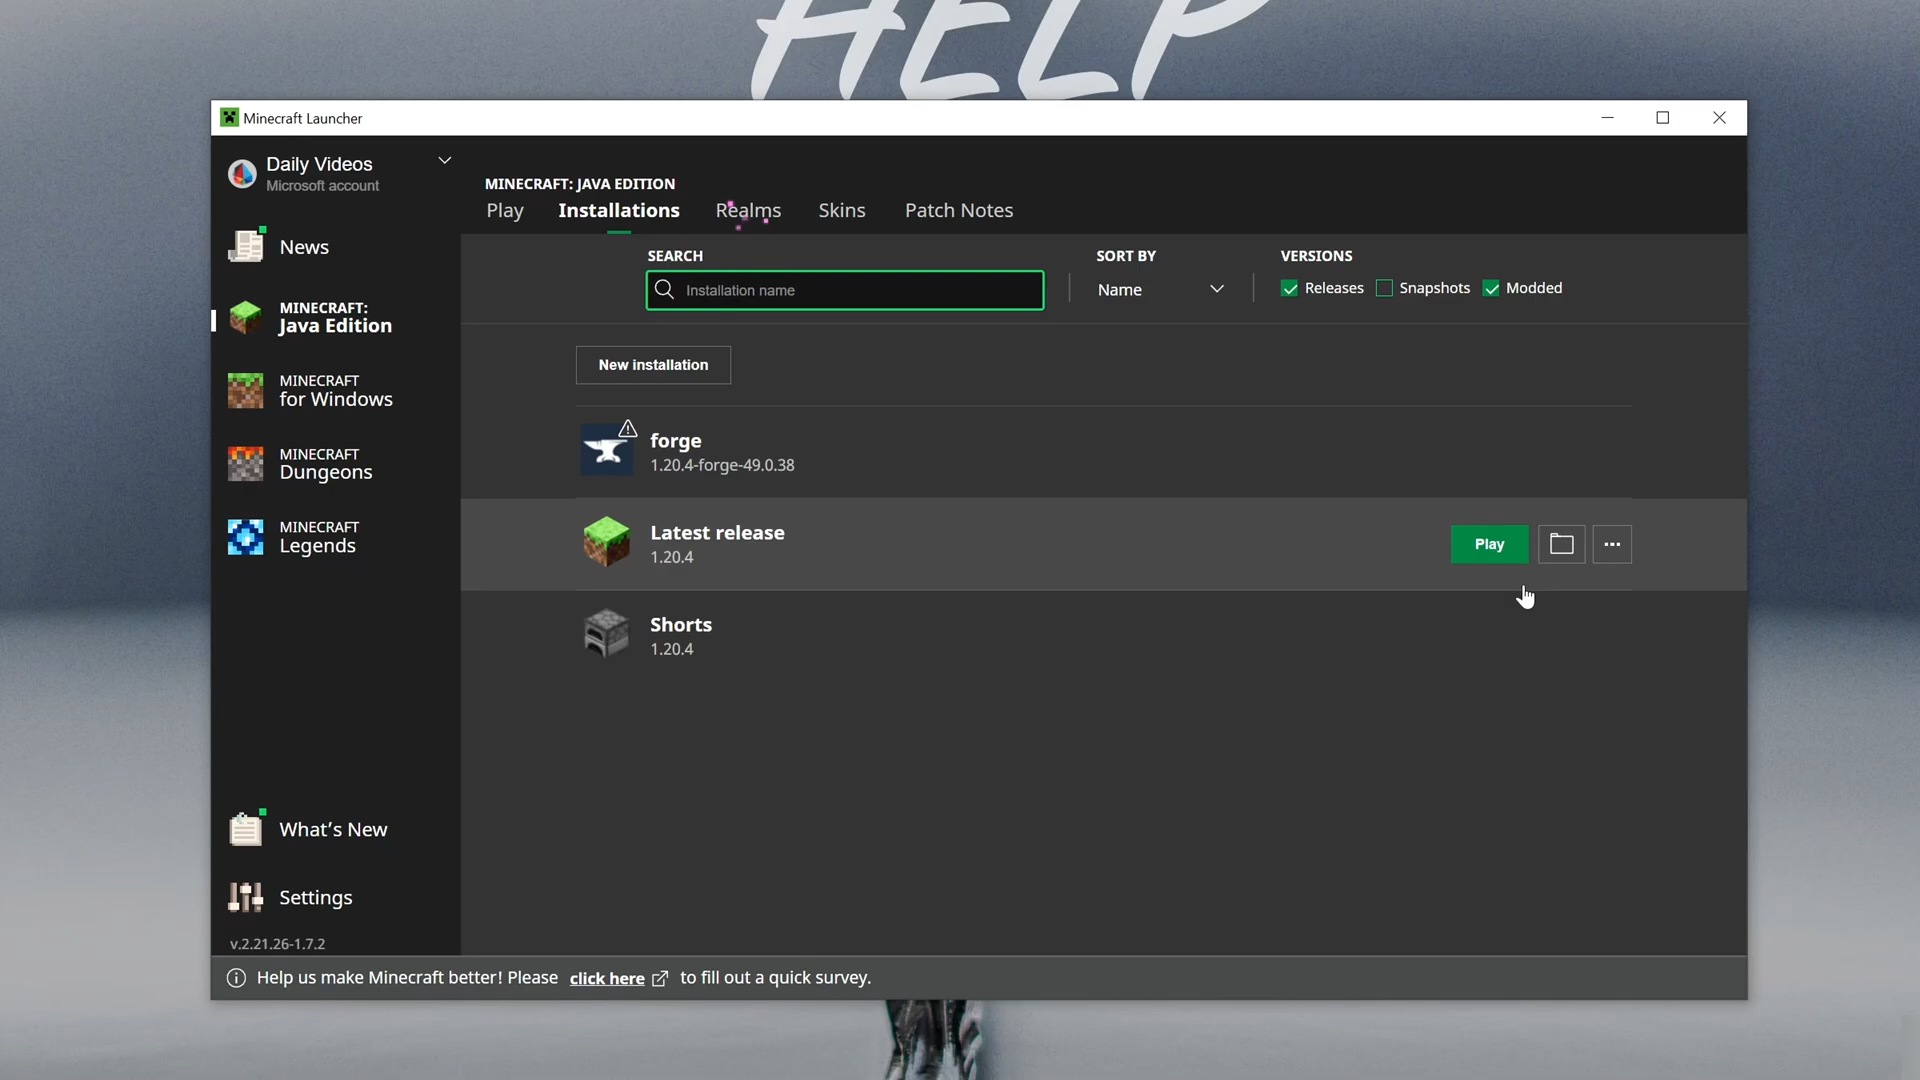 HELP
Minecraft Launcher
Daily Videos
Microsoft account
News
MINECRAFT:
Java Edition
MINECRAFT
for Windows
MINECRAFT
Dungeons
MINECRAFT
Legends
What's New
Settings
v.2.21.26-1.7.2
MINECRAFT: JAVA EDITION
Play Installations Realms Skins Patch Notes
SEARCH
Installation name
SORT BY
Name
VERSIONS
Releases Snapshots Modded
New installation
forge
1.20.4-forge-49.0.38
Latest release
1.20.4
Play
Shorts
1.20.4
Help us make Minecraft better! Please click here to fill out a quick survey.